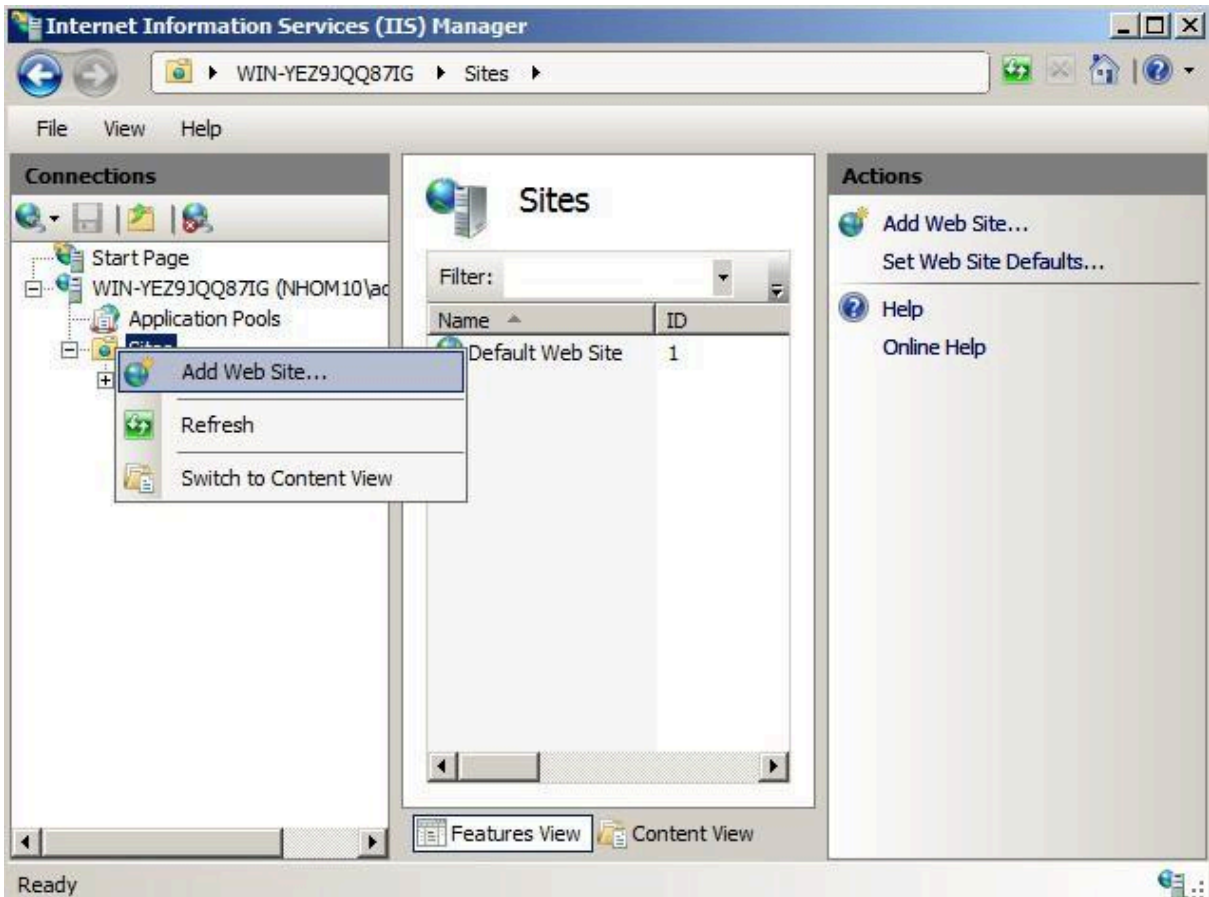 Internet Information Services (IIS) Manager
WIN-YEZ9JQQ87IG Sites
File View Help
Connections
Start Page
WIN-YEZ9JQQ87IG (NHOM10\ad
Application Pools
Sites
Add Web Site...
Refresh
Switch to Content View
Sites
Filter:
Name ID
Default Web Site 1
Features View Content View
Actions
Add Web Site...
Set Web Site Defaults...
Help
Online Help
Ready